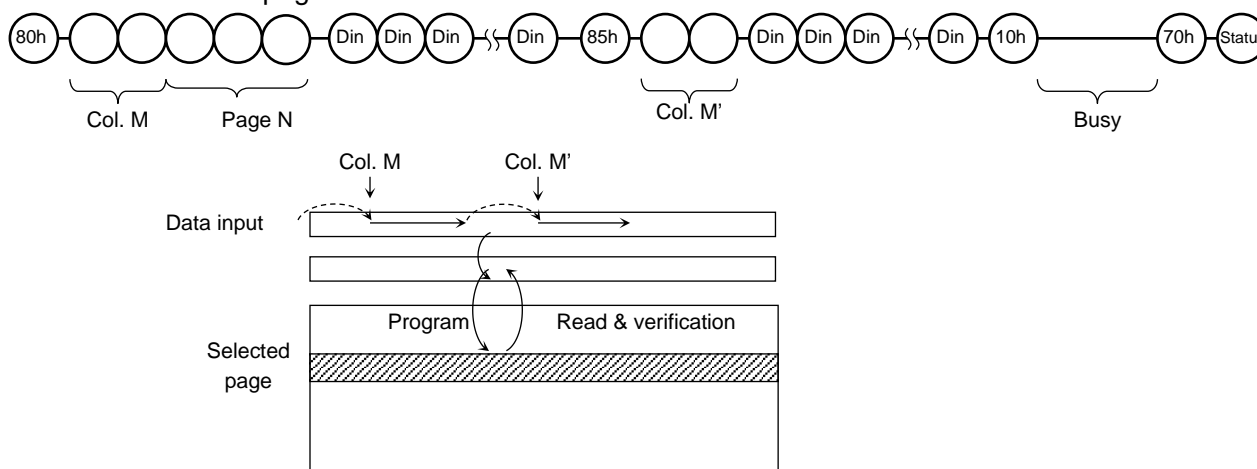 80h Din Din Din Din 85h Din Din Din Din 10h 70h Statu
Col. M Page N Col. M’ Busy
Col. M Col. M’
Data input
Program Read & verification
Selected
page